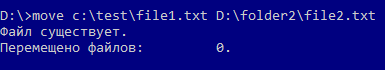 D:\>move c:\test\file1.txt D:\folder2\file2.txt
Файл существует.
Перемещено файлов:         0.